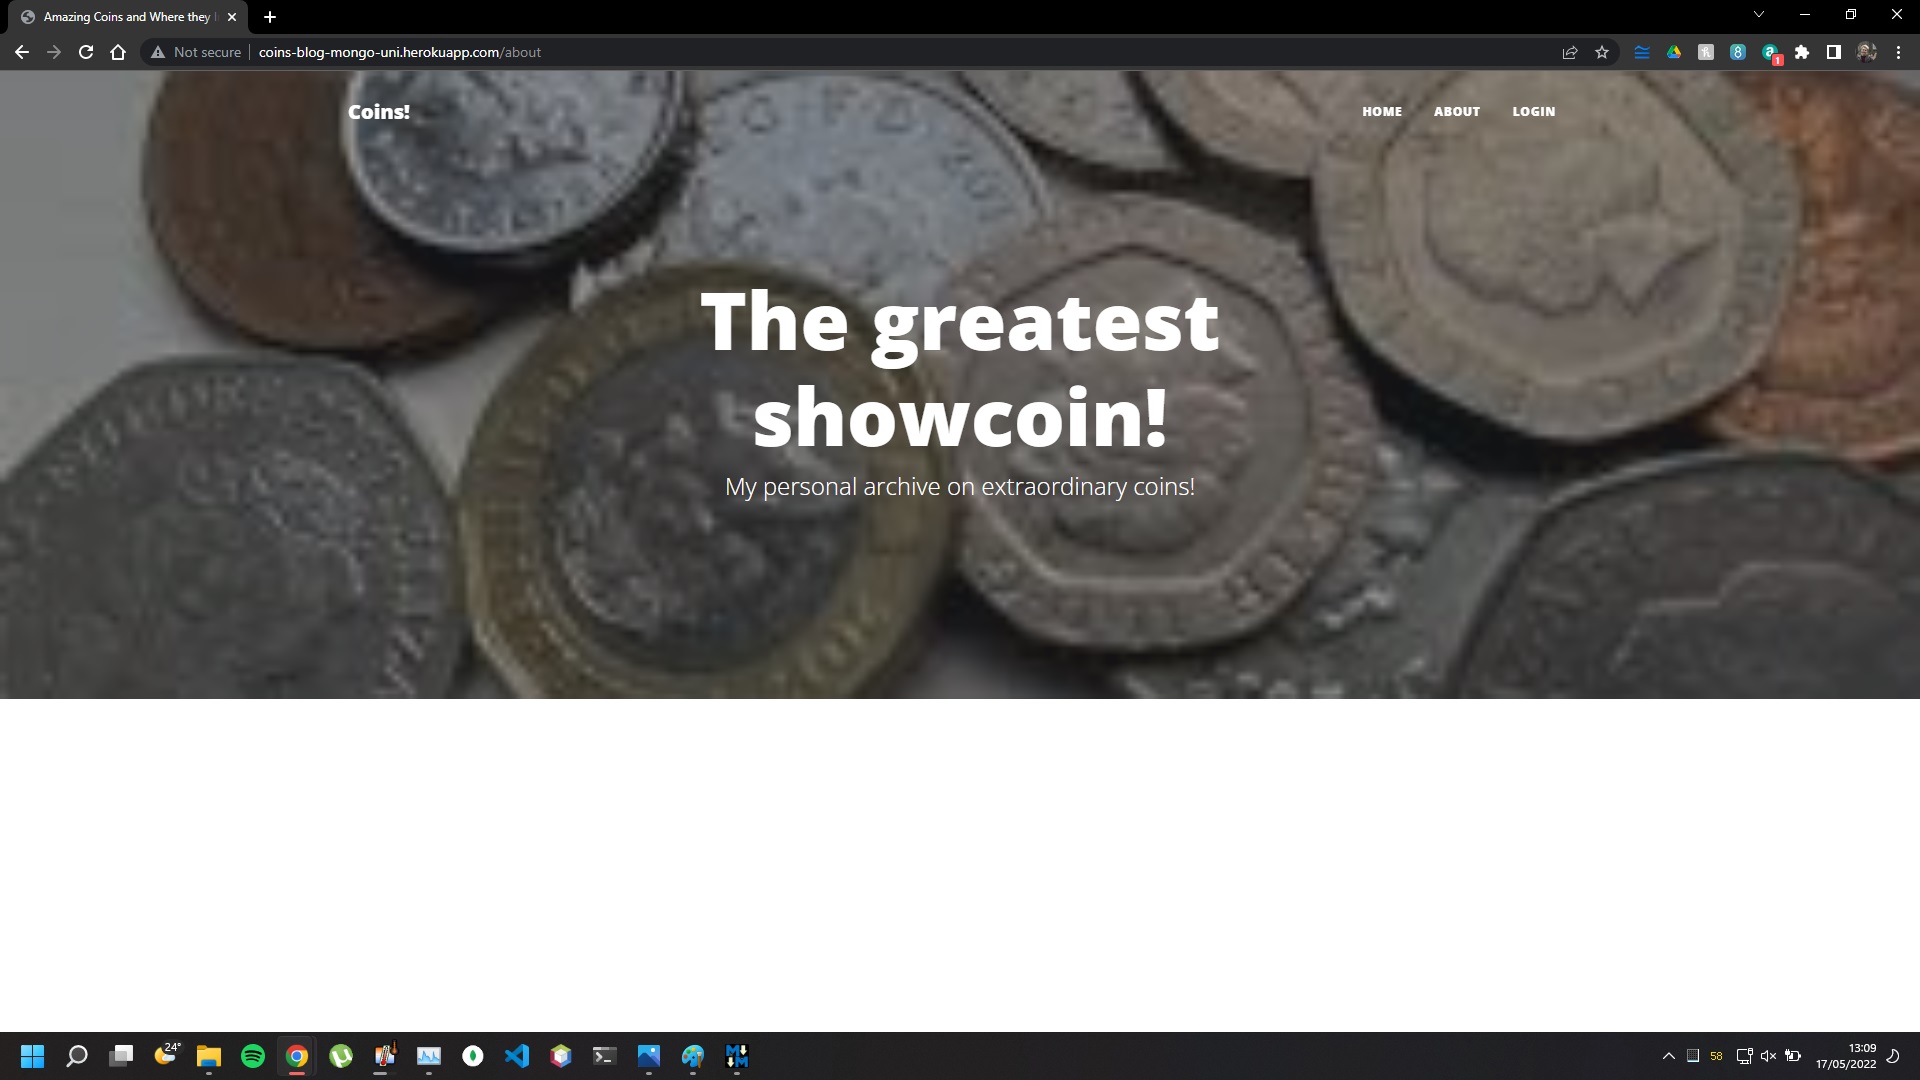 Amazing Coins and Where they
Not secure
coins-blog-mongo-uni.herokuapp.com/about
1
Coins!
HOME
ABOUT
LOGIN
The greatest
showcoin!
My personal archive on extraordinary coins!
24°
58
13:09
17/05/2022